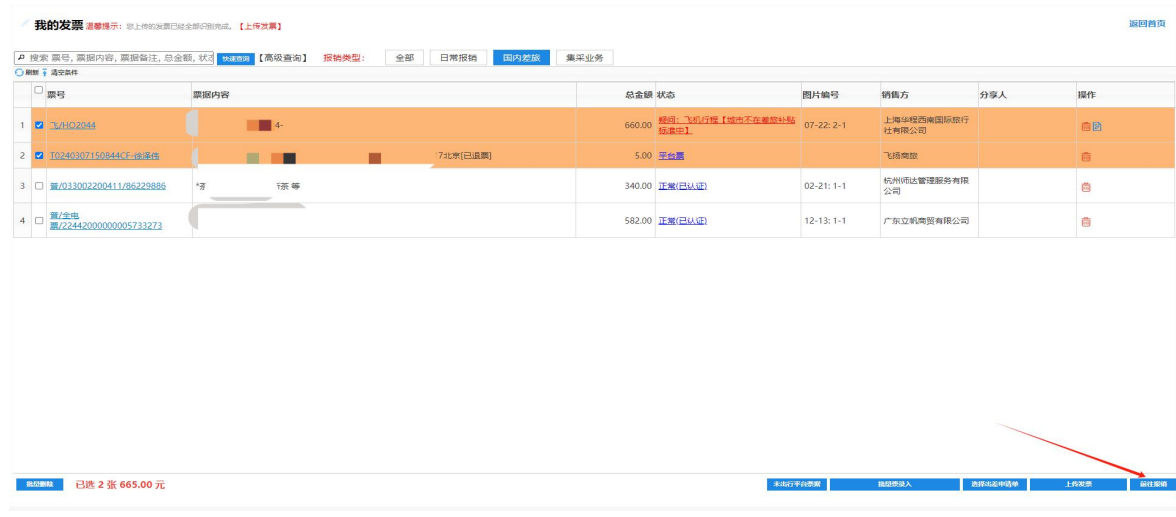 我的发票 温馨提示：您上传的发票已经全部识别完成。【上传发票】
返回首页
搜索 票号, 票据内容, 票据备注, 总金额, 状态 快速查询 【高级查询】 报销类型： 全部 日常报销 国内差旅 集采业务
刷新 清空条件
票号 票据内容 总金额 状态 图片编号 销售方 分享人 操作
1 飞/HO2044 4- 660.00 疑问：飞机行程【城市不在差旅补贴标准中】 07-22: 2-1 上海华程西南国际旅行社有限公司
2 T0240307150844CF-徐泽伟 7北京[已退票] 5.00 平台票 飞扬商旅
3 普/033002200411/86229886 茶 等 340.00 正常(已认证) 02-21: 1-1 杭州师达管理服务有限公司
4 普/全电票/22442000000005733273 582.00 正常(已认证) 12-13: 1-1 广东立帆商贸有限公司
批量删除 已选 2 张 665.00 元 未出行平台票据 批量票录入 选择出差申请单 上传发票 前往报销